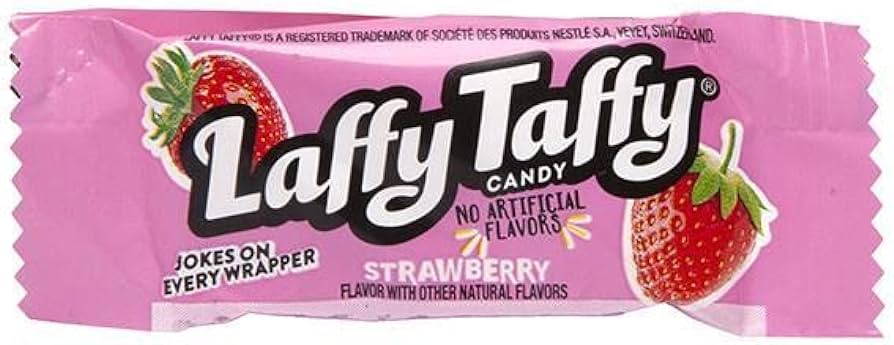 LAFFY TAFFY® IS A REGISTERED TRADEMARK OF SOCIÉTÉ DES PRODUITS NESTLÉ S.A., VEVEY, SWITZERLAND.
Laffy Taffy®
CANDY
NO ARTIFICIAL
FLAVORS
JOKES ON
EVERY WRAPPER
STRAWBERRY
FLAVOR WITH OTHER NATURAL FLAVORS